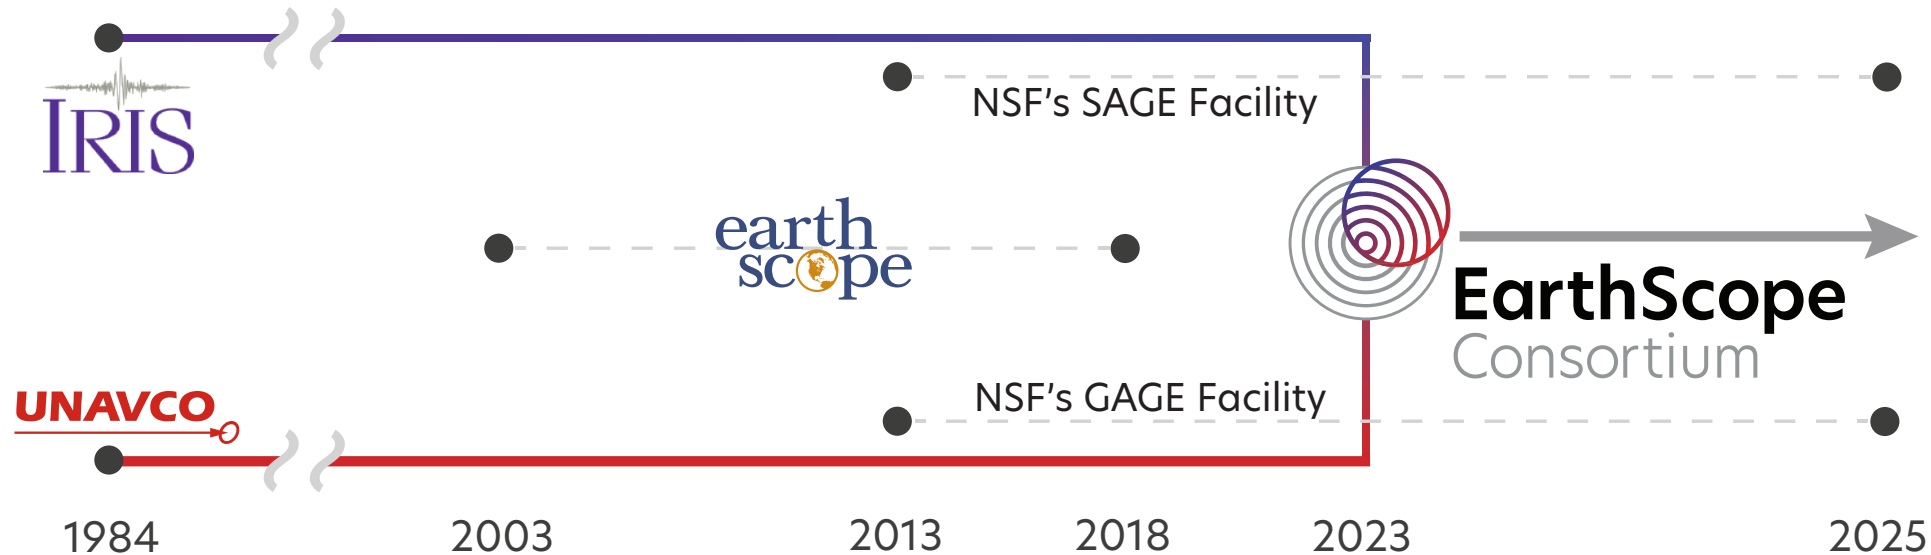 NSF's SAGE Facility
IRIS
earth
scope
EarthScope
Consortium
NSF's GAGE Facility
UNAVCO
1984
2003
2013
2018
2023
2025